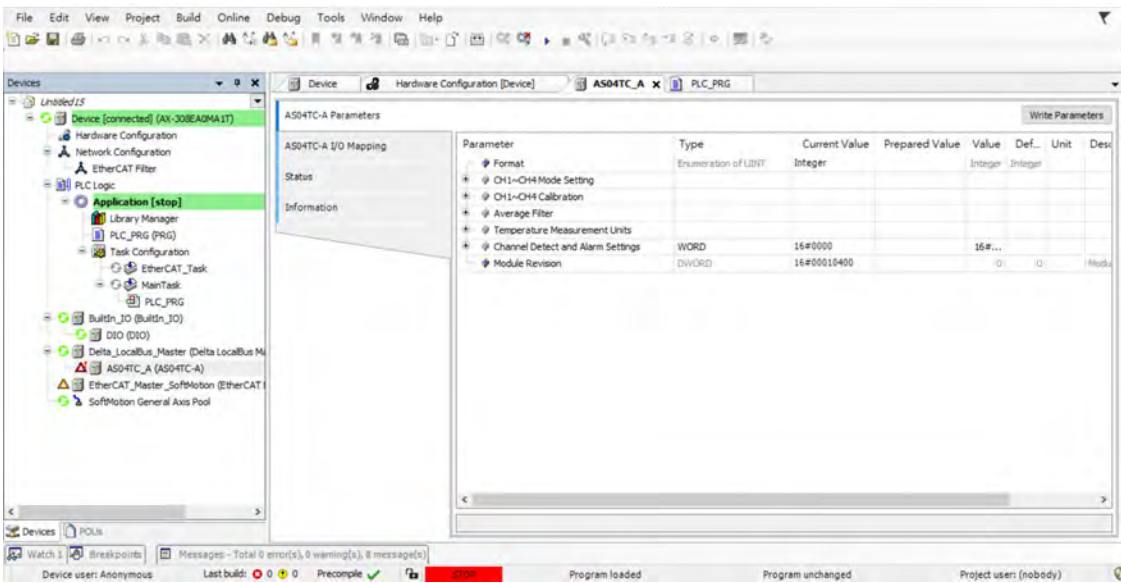 File Edit View Project Build Online Debug Tools Window Help
Devices
Device
Hardware Configuration [Device]
AS04TC_A
PLC_PRG
Untitled15
Device [connected] (AX-308EA0MA1T)
Hardware Configuration
Network Configuration
EtherCAT Filter
PLC Logic
Application [stop]
Library Manager
PLC_PRG (PRG)
Task Configuration
EtherCAT_Task
MainTask
PLC_PRG
BuiltIn_IO (BuiltIn_IO)
DIO (DIO)
Delta_LocalBus_Master (Delta LocalBus Ma
AS04TC_A (AS04TC-A)
EtherCAT_Master_SoftMotion (EtherCAT
SoftMotion General Axis Pool
AS04TC-A Parameters
AS04TC-A I/O Mapping
Status
Information
Write Parameters
Parameter Type Current Value Prepared Value Value Def... Unit Desc
Format Enumeration of UINT Integer Integer Integer
CH1~CH4 Mode Setting
CH1~CH4 Calibration
Average Filter
Temperature Measurement Units
Channel Detect and Alarm Settings WORD 16#0000 16#...
Module Revision DWORD 16#00010400 0 0 Modu
Devices POUs
Watch 1 Breakpoints Messages - Total 0 error(s), 0 warning(s), 8 message(s)
Device user: Anonymous Last build: 0 0 Precompile STOP Program loaded Program unchanged Project user: (nobody)